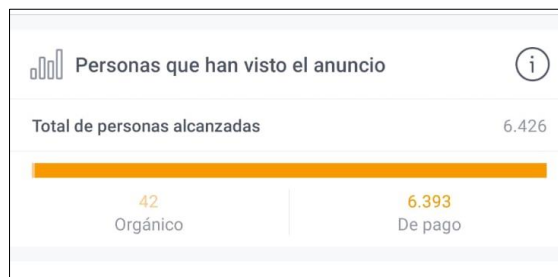 Personas que han visto el anuncio
Total de personas alcanzadas 6.426
42 6.393
Orgánico De pago